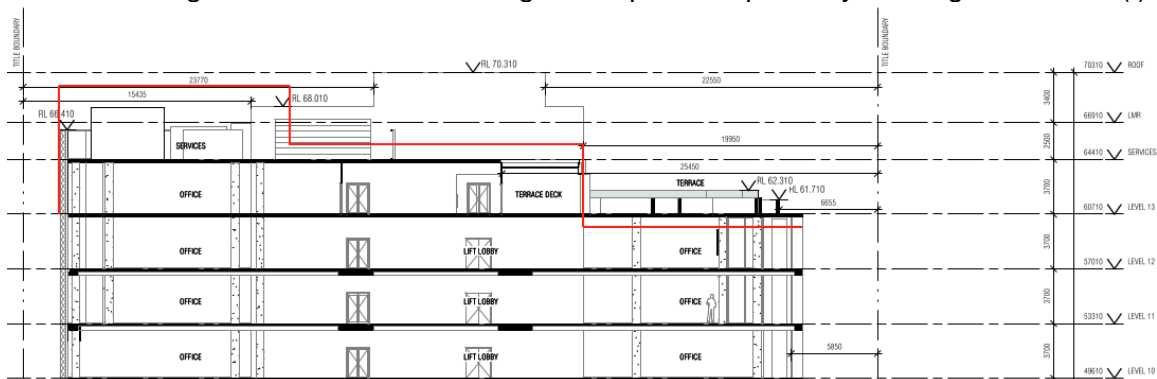 TITLE BOUNDARY
TITLE BOUNDARY
RL 70.310
70310 ROOF
23770
22550
15435
RL 68.010
3400
RL 66.410
66910 LMR
SERVICES
19950
2500
64410 SERVICES
25450
OFFICE
TERRACE DECK
TERRACE
RL 62.310
RL 61.710
3700
6655
60710 LEVEL 13
OFFICE
LIFT LOBBY
OFFICE
3700
57010 LEVEL 12
OFFICE
LIFT LOBBY
OFFICE
3700
53310 LEVEL 11
OFFICE
LIFT LOBBY
OFFICE
5850
3700
49610 LEVEL 10